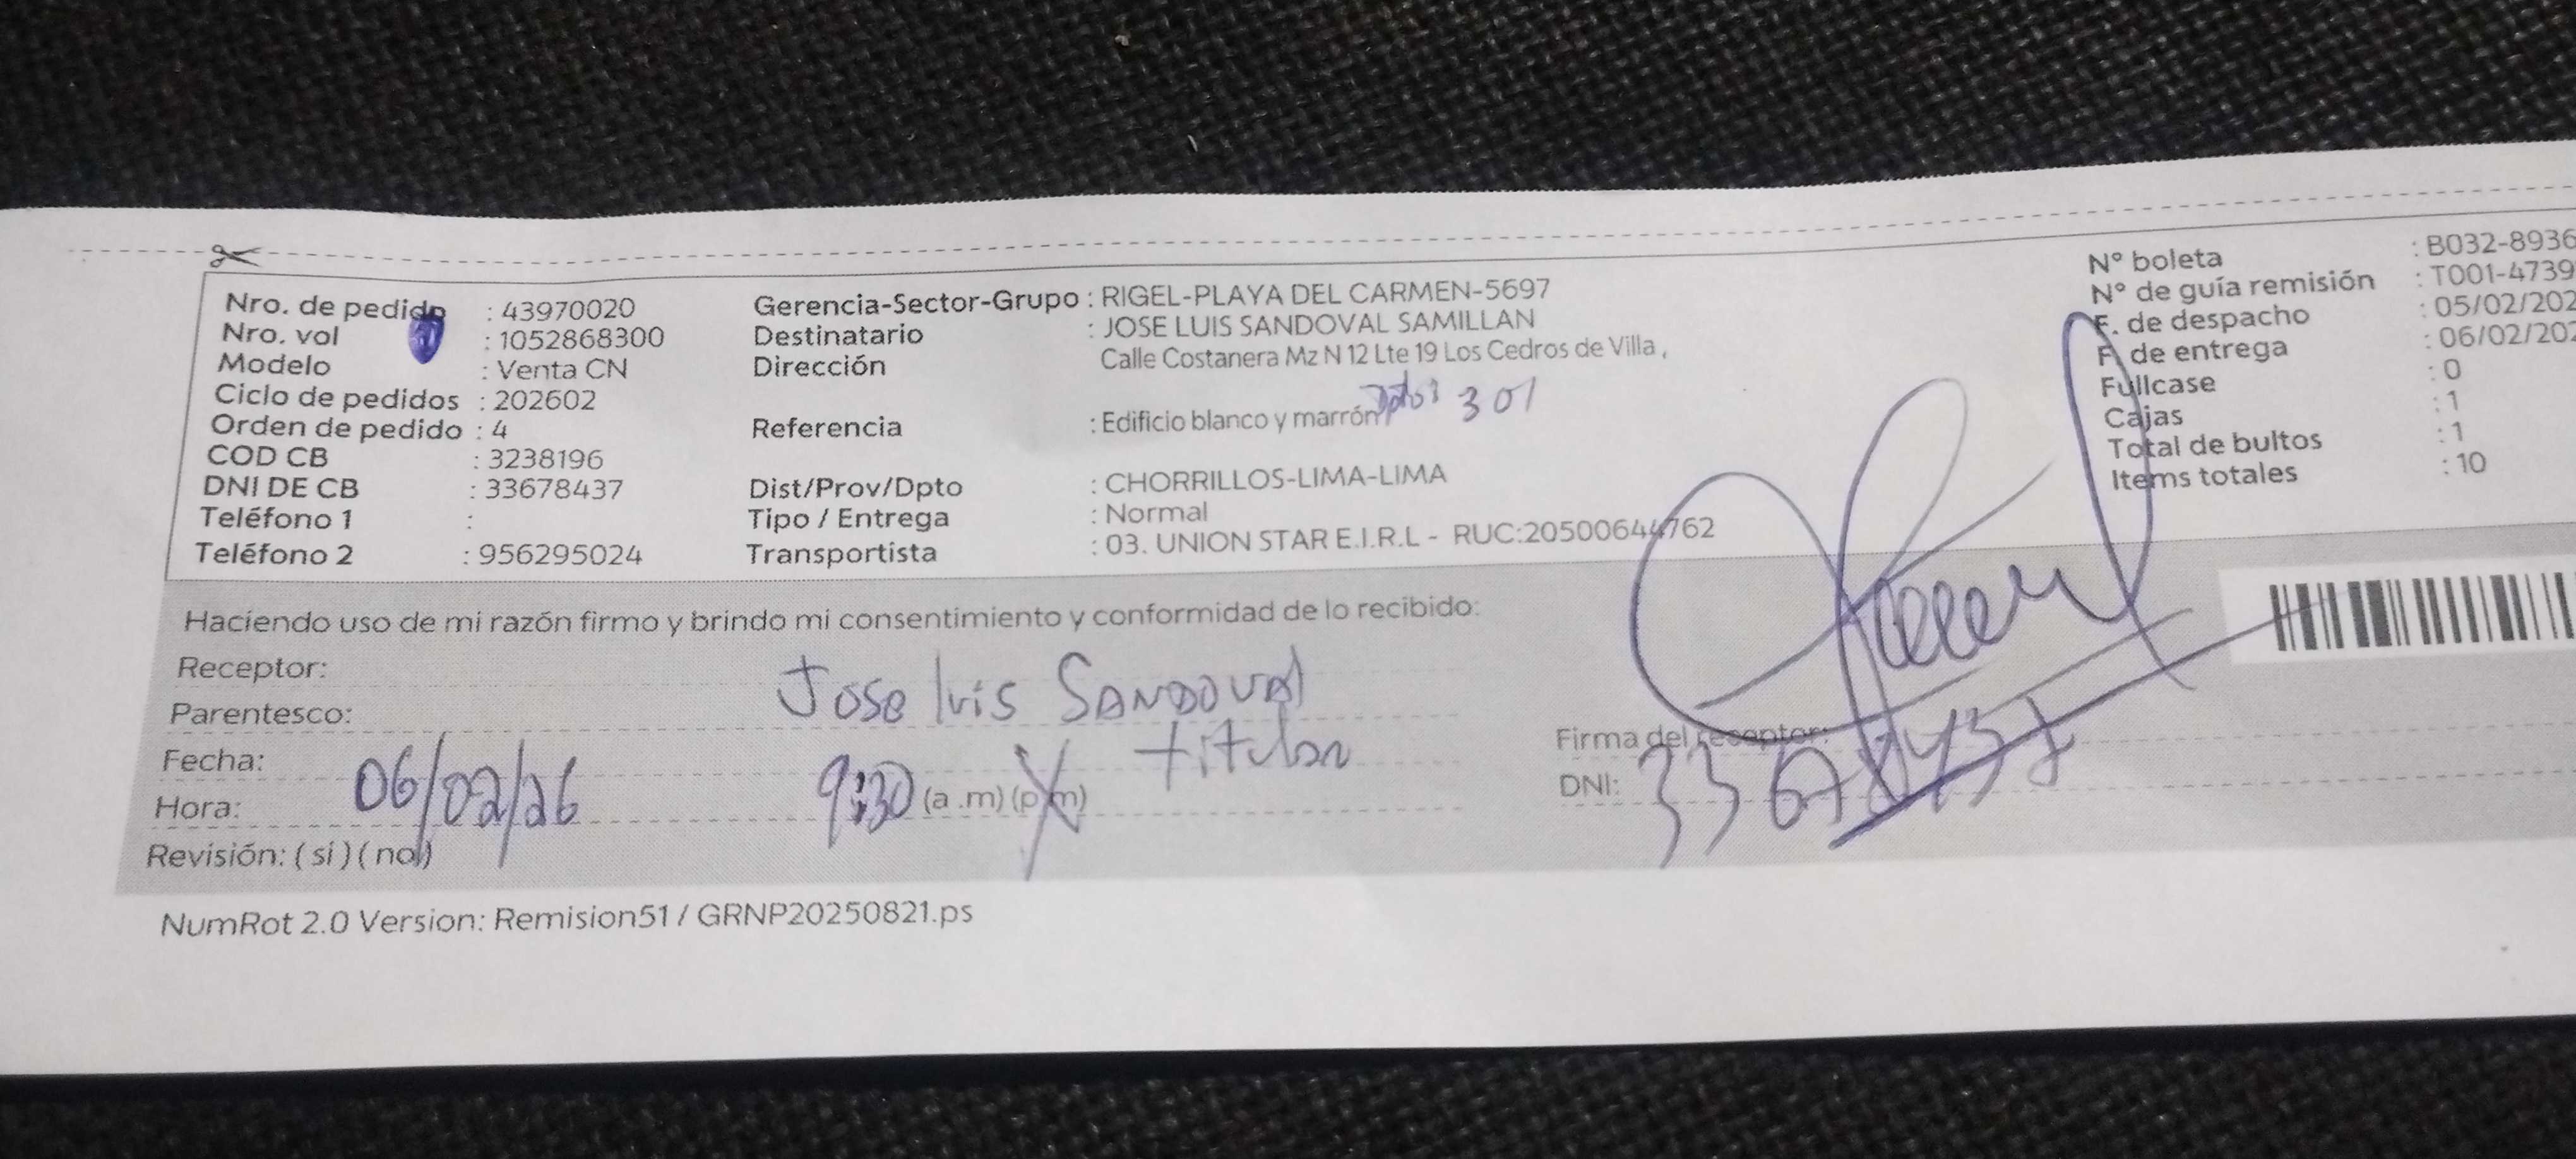 Nro. de pedido : 43970020
Nro. vol : 1052868300
Modelo : Venta CN
Ciclo de pedidos : 202602
Orden de pedido : 4
COD CB : 3238196
DNI DE CB : 33678437
Teléfono 1 :
Teléfono 2 : 956295024
Gerencia-Sector-Grupo : RIGEL-PLAYA DEL CARMEN-5697
Destinatario : JOSE LUIS SANDOVAL SAMILLAN
Dirección Calle Costanera Mz N 12 Lte 19 Los Cedros de Villa ,
Referencia : Edificio blanco y marrón Dpto: 301
Dist/Prov/Dpto : CHORRILLOS-LIMA-LIMA
Tipo / Entrega : Normal
Transportista : 03. UNION STAR E.I.R.L - RUC:20500644762
N° boleta : B032-8936
N° de guía remisión : T001-4739
F. de despacho : 05/02/202
F. de entrega : 06/02/202
Fullcase : 0
Cajas : 1
Total de bultos : 1
Items totales : 10
Haciendo uso de mi razón firmo y brindo mi consentimiento y conformidad de lo recibido:
Receptor: Jose luis SANDOVAL
Parentesco: titular
Fecha: 06/02/26
Hora: 9:30 (a .m) (p.m)
Revisión: ( si ) ( no )
Firma del receptor:
DNI: 33678437
NumRot 2.0 Version: Remision51 / GRNP20250821.ps